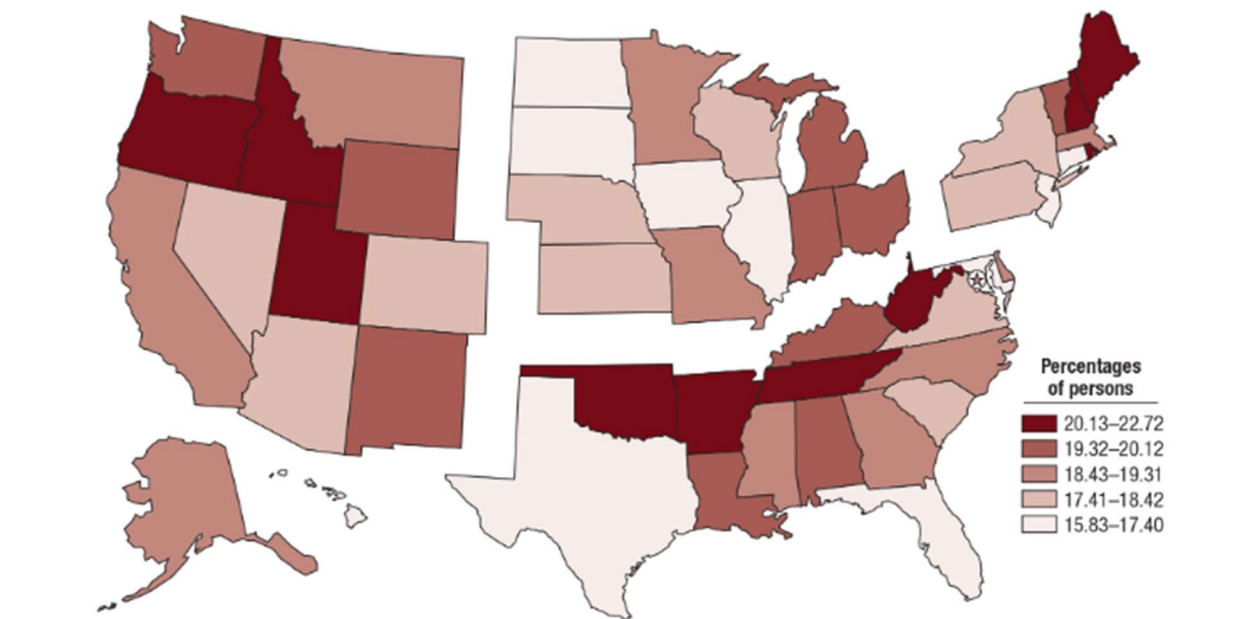 Percentages
of persons
20.13–22.72
19.32–20.12
18.43–19.31
17.41–18.42
15.83–17.40